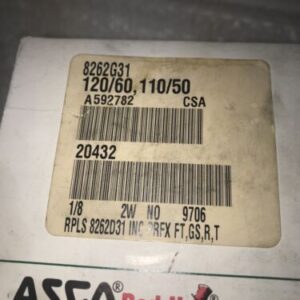 8262G31
120/60,110/50
A592782 CSA
20432
1/8 2W NO 9706
RPLS 8262D31 INC PRFX FT,GS,R,T
ASCO®